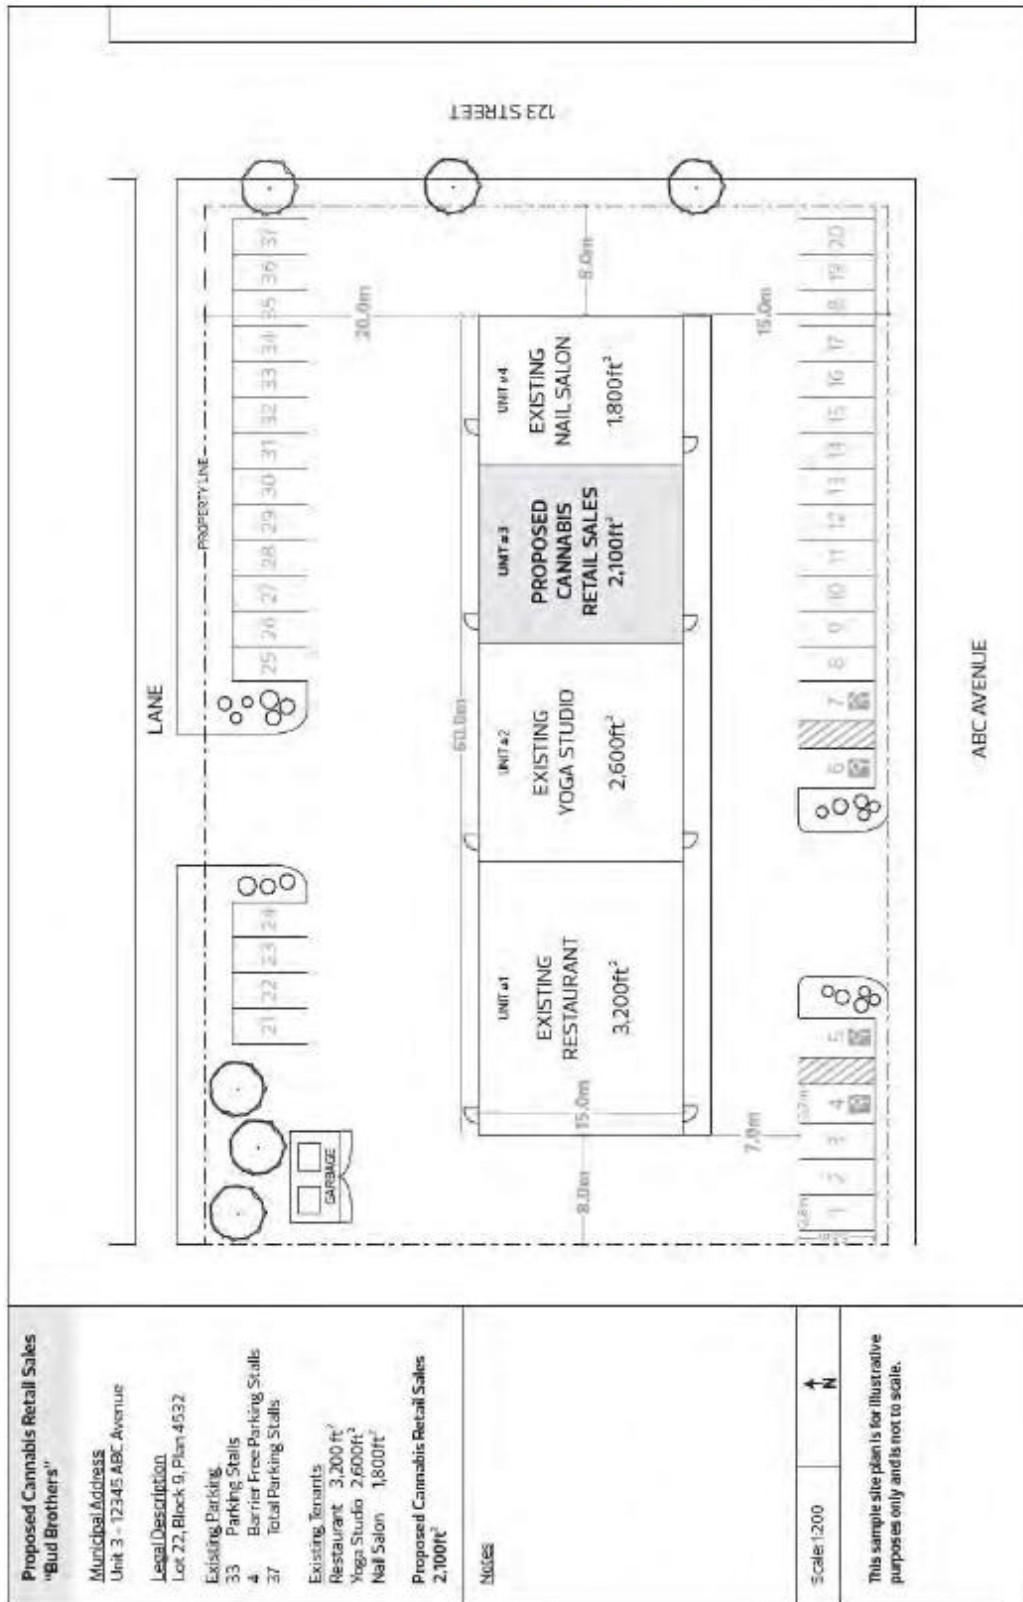 Proposed Cannabis Retail Sales
"Bud Brothers"
Municipal Address
Unit 3 - 12345 ABC Avenue
Legal Description
Lot 22, Block 9, Plan 4532
Existing Parking
33 Parking Stalls
4 Barrier Free Parking Stalls
37 Total Parking Stalls
Existing Tenants
Restaurant 3,200 ft²
Yoga Studio 2,600ft²
Nail Salon 1,800ft²
Proposed Cannabis Retail Sales
2,100ft²
Notes
Scale 1:200
N
This sample site plan is for illustrative
purposes only and is not to scale.
LANE
PROPERTY LINE
GARBAGE
21 22 23 24
25 26 27 28 29 30 31 32 33 34 35 36 37
20.0m
60.0m
UNIT #1
EXISTING
RESTAURANT
3,200ft²
UNIT #2
EXISTING
YOGA STUDIO
2,600ft²
UNIT #3
PROPOSED
CANNABIS
RETAIL SALES
2,100ft²
UNIT #4
EXISTING
NAIL SALON
1,800ft²
8.0m
15.0m
8.0m
7.0m
15.0m
1 2 3 4 5
6 7 8 9 10 11 12 13 14 15 16 17 18 19 20
123 STREET
ABC AVENUE